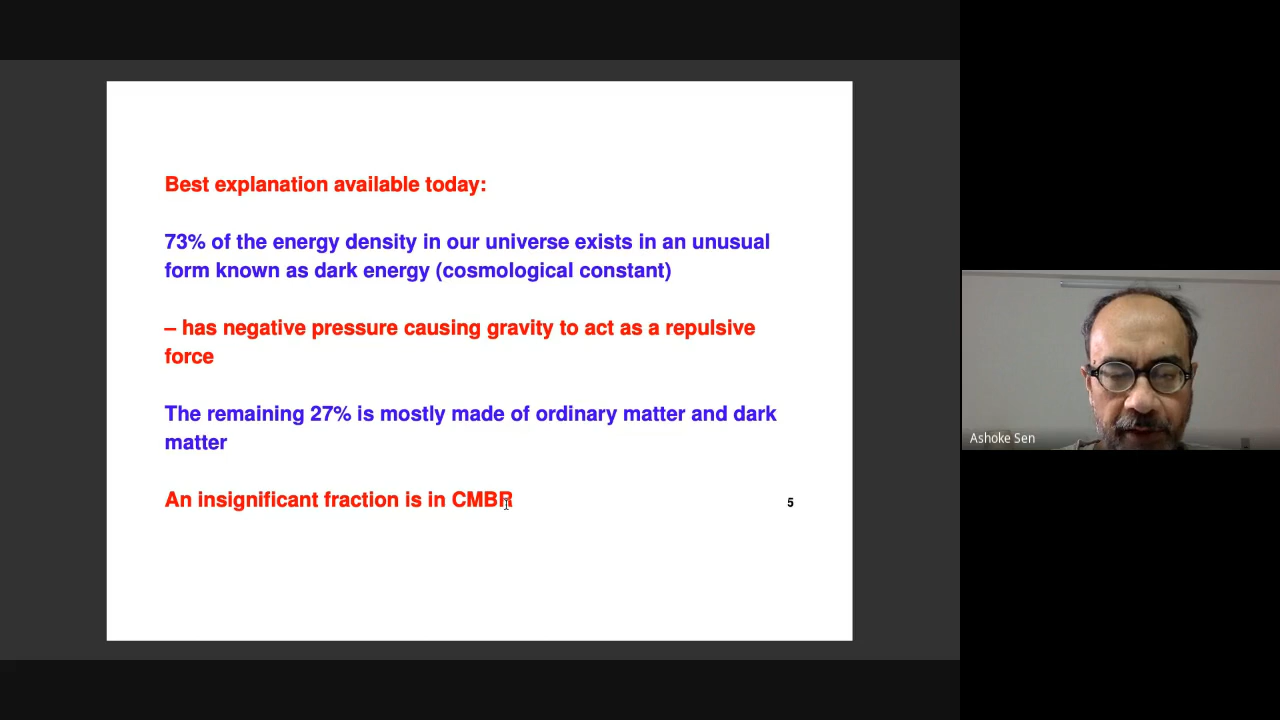 Best explanation available today:
73% of the energy density in our universe exists in an unusual
form known as dark energy (cosmological constant)
– has negative pressure causing gravity to act as a repulsive
force
The remaining 27% is mostly made of ordinary matter and dark
matter
An insignificant fraction is in CMBR
5
Ashoke Sen